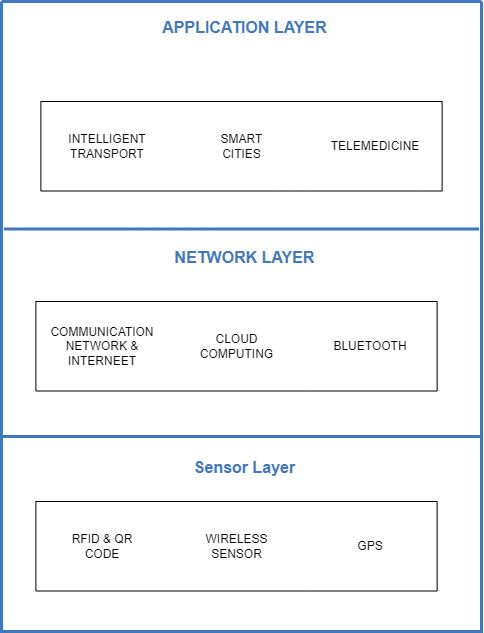 APPLICATION LAYER
INTELLIGENT
TRANSPORT
SMART
CITIES
TELEMEDICINE
NETWORK LAYER
COMMUNICATION
NETWORK &
INTERNEET
CLOUD
COMPUTING
BLUETOOTH
Sensor Layer
RFID & QR
CODE
WIRELESS
SENSOR
GPS